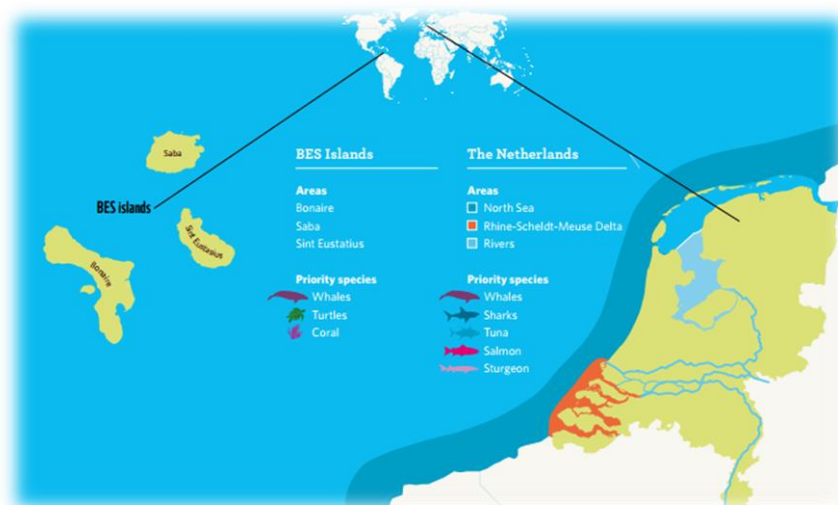 Saba
BES islands
Sint Eustatius
Bonaire
BES Islands
Areas
Bonaire
Saba
Sint Eustatius
Priority species
Whales
Turtles
Coral
The Netherlands
Areas
North Sea
Rhine-Scheldt-Meuse Delta
Rivers
Priority species
Whales
Sharks
Tuna
Salmon
Sturgeon